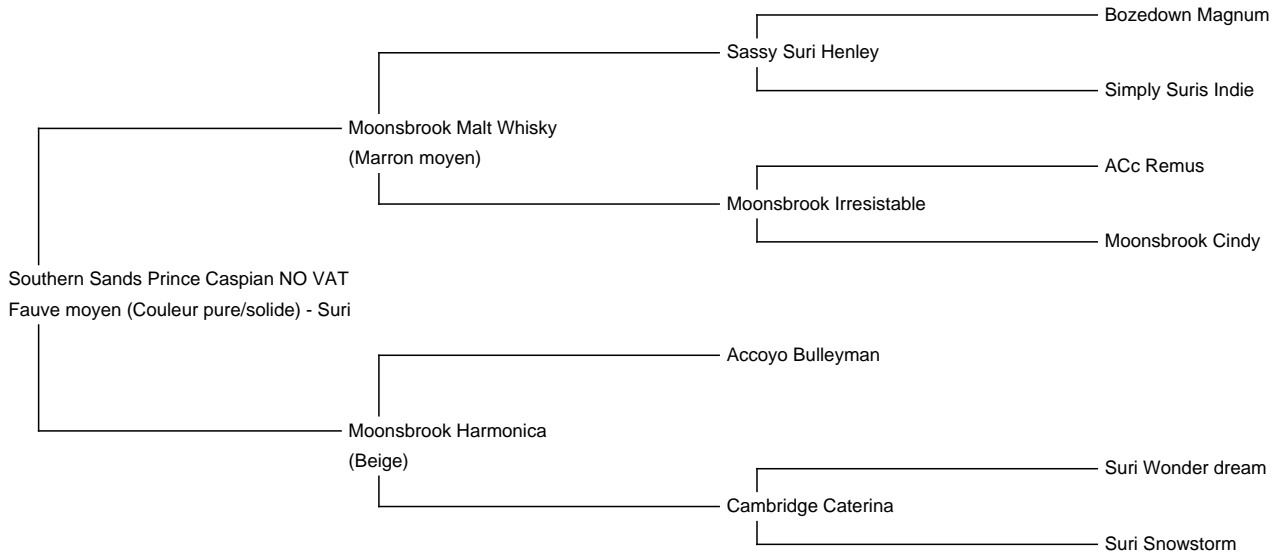 Bozedown Magnum
Sassy Suri Henley
Simply Suris Indie
Moonsbrook Malt Whisky
(Marron moyen)
ACc Remus
Moonsbrook Irresistable
Moonsbrook Cindy
Southern Sands Prince Caspian NO VAT
Fauve moyen (Couleur pure/solide) - Suri
Accoyo Bulleyman
Moonsbrook Harmonica
(Beige)
Suri Wonder dream
Cambridge Caterina
Suri Snowstorm